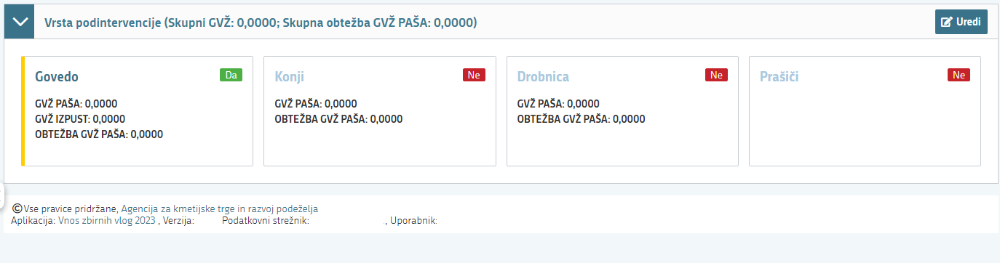 Vrsta podintervencije (Skupni GVŽ: 0,0000; Skupna obtežba GVŽ PAŠA: 0,0000)
Uredi
Govedo
Da
GVŽ PAŠA: 0,0000
GVŽ IZPUST: 0,0000
OBTEŽBA GVŽ PAŠA: 0,0000
Konji
Ne
GVŽ PAŠA: 0,0000
OBTEŽBA GVŽ PAŠA: 0,0000
Drobnica
Ne
GVŽ PAŠA: 0,0000
OBTEŽBA GVŽ PAŠA: 0,0000
Prašiči
Ne
©Vse pravice pridržane, Agencija za kmetijske trge in razvoj podeželja
Aplikacija: Vnos zbirnih vlog 2023 , Verzija: Podatkovni strežnik: , Uporabnik: